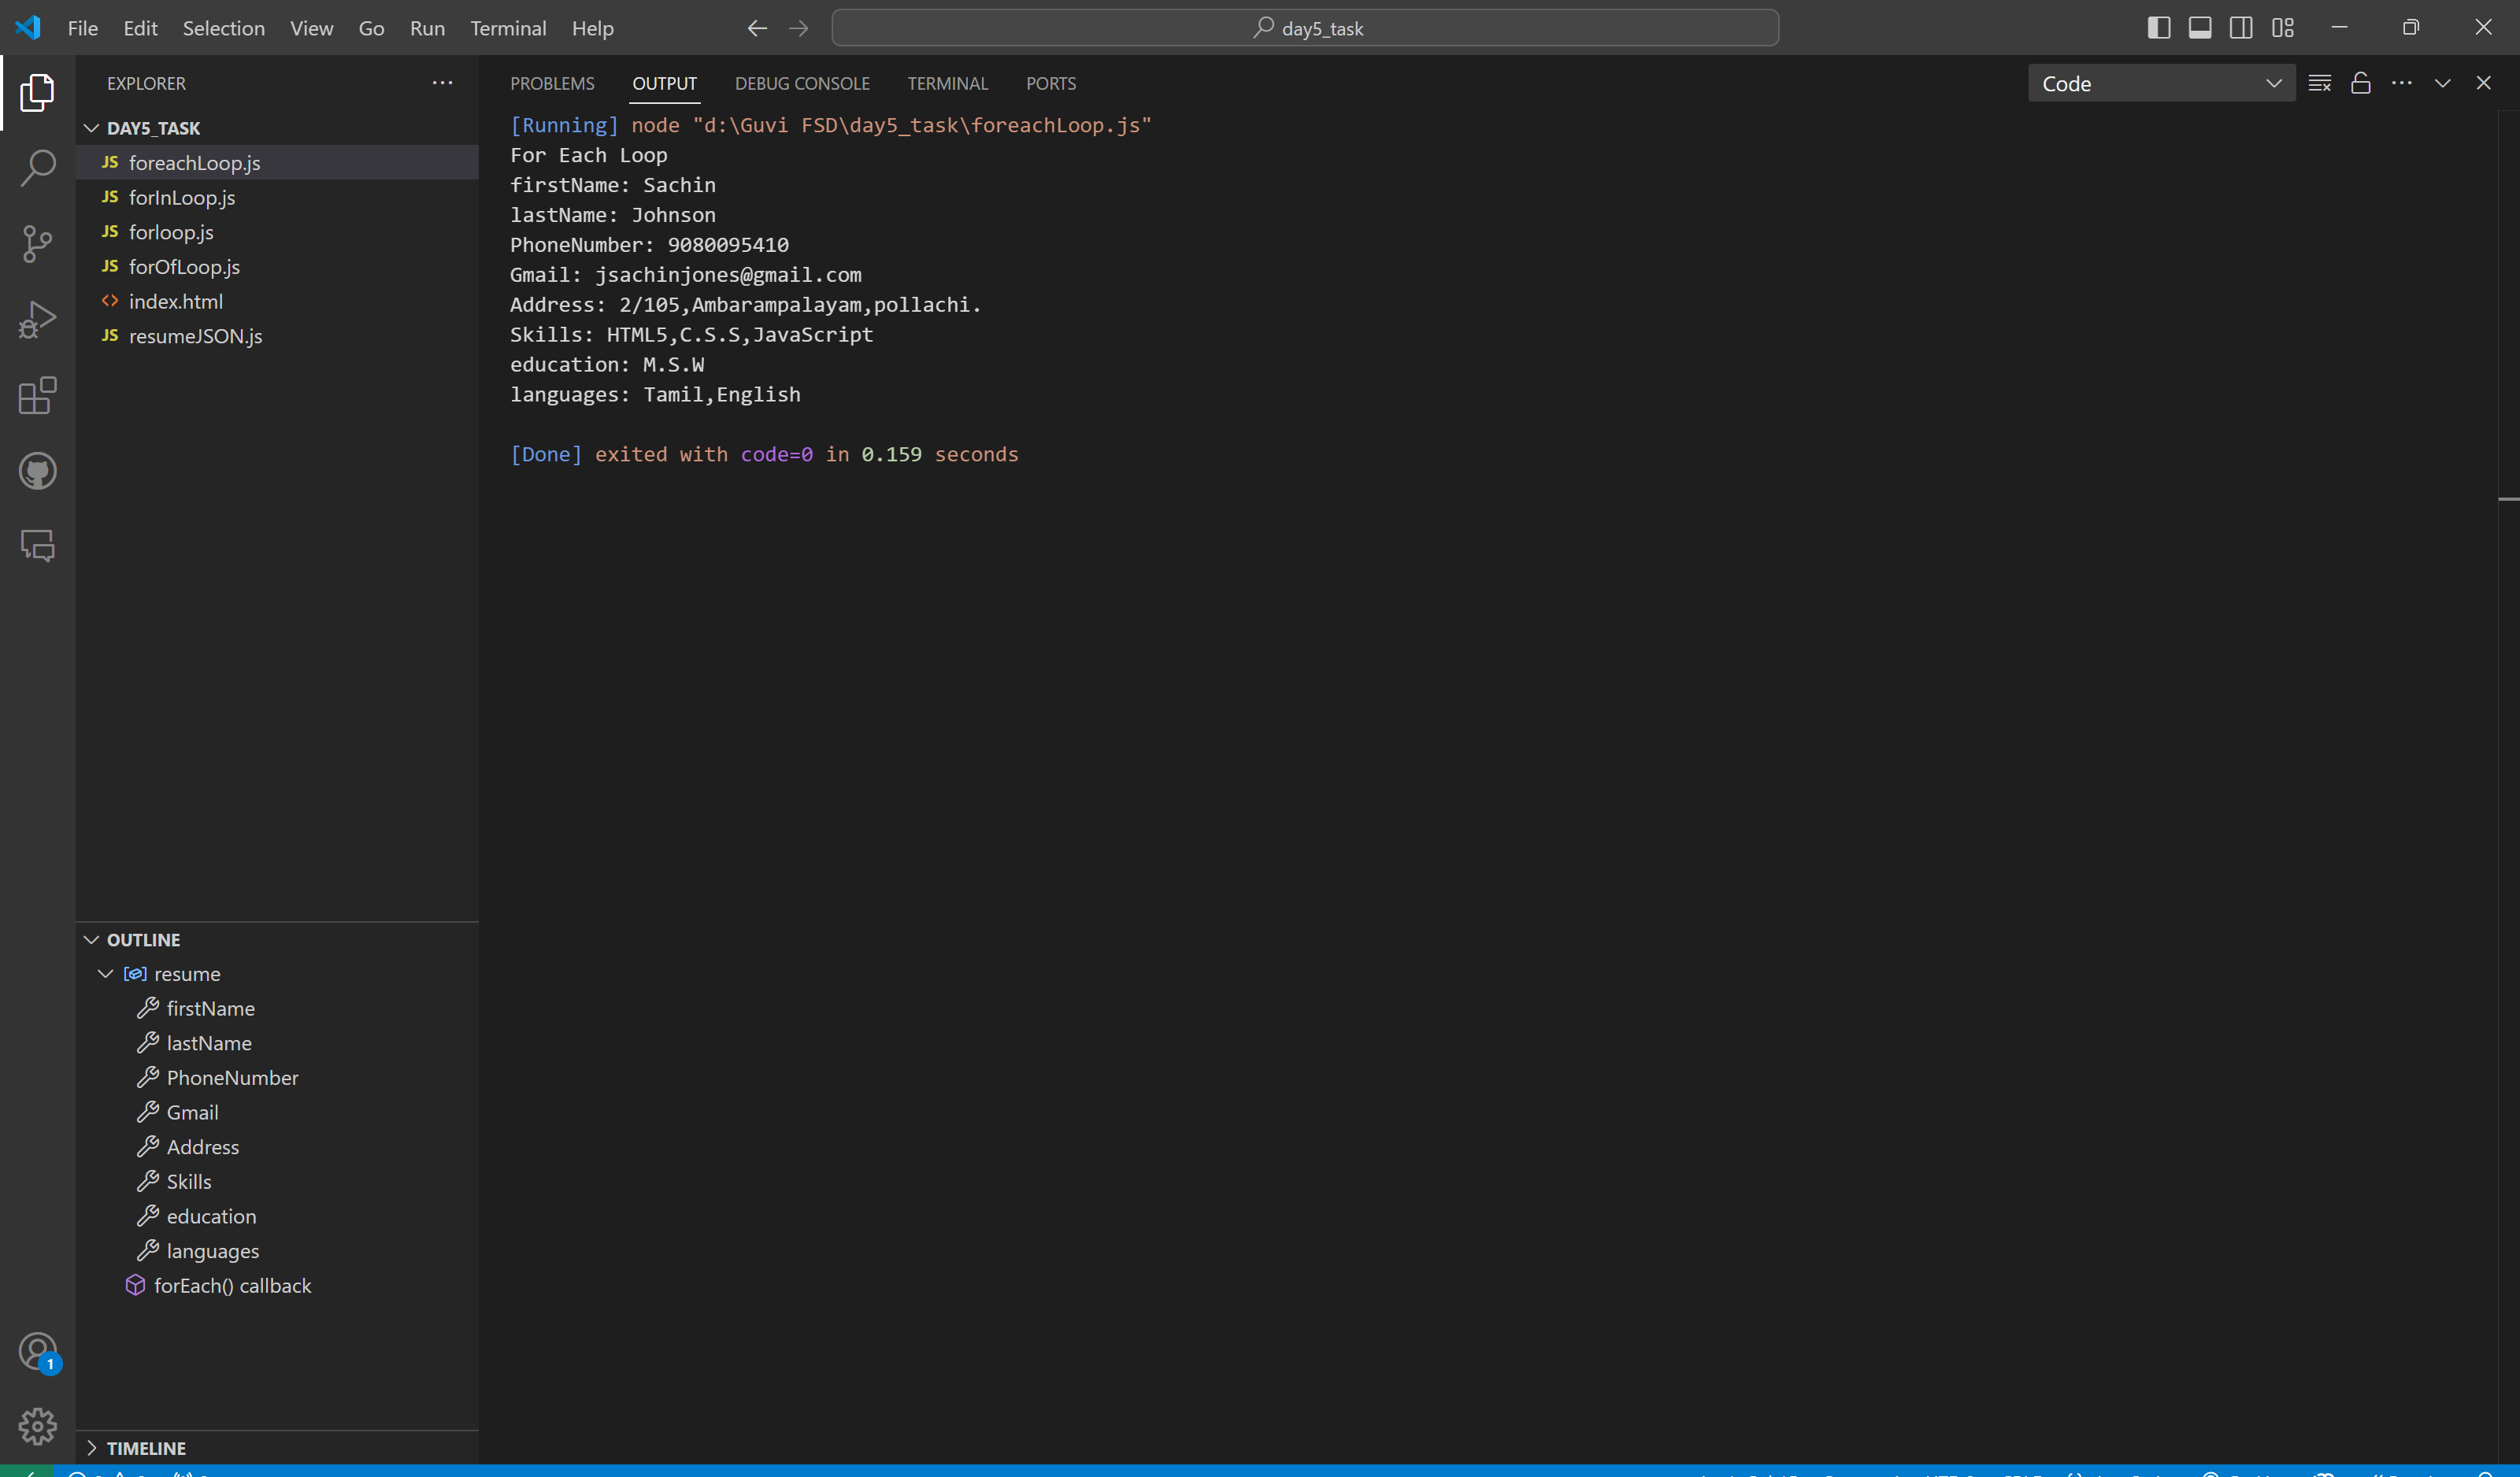 File Edit Selection View Go Run Terminal Help
day5_task
EXPLORER
DAY5_TASK
JS foreachLoop.js
JS forInLoop.js
JS forloop.js
JS forOfLoop.js
<> index.html
JS resumeJSON.js
OUTLINE
resume
firstName
lastName
PhoneNumber
Gmail
Address
Skills
education
languages
forEach() callback
TIMELINE
1
PROBLEMS OUTPUT DEBUG CONSOLE TERMINAL PORTS
Code
[Running] node "d:\Guvi FSD\day5_task\foreachLoop.js"
For Each Loop
firstName: Sachin
lastName: Johnson
PhoneNumber: 9080095410
Gmail: jsachinjones@gmail.com
Address: 2/105,Ambarampalayam,pollachi.
Skills: HTML5,C.S.S,JavaScript
education: M.S.W
languages: Tamil,English
[Done] exited with code=0 in 0.159 seconds